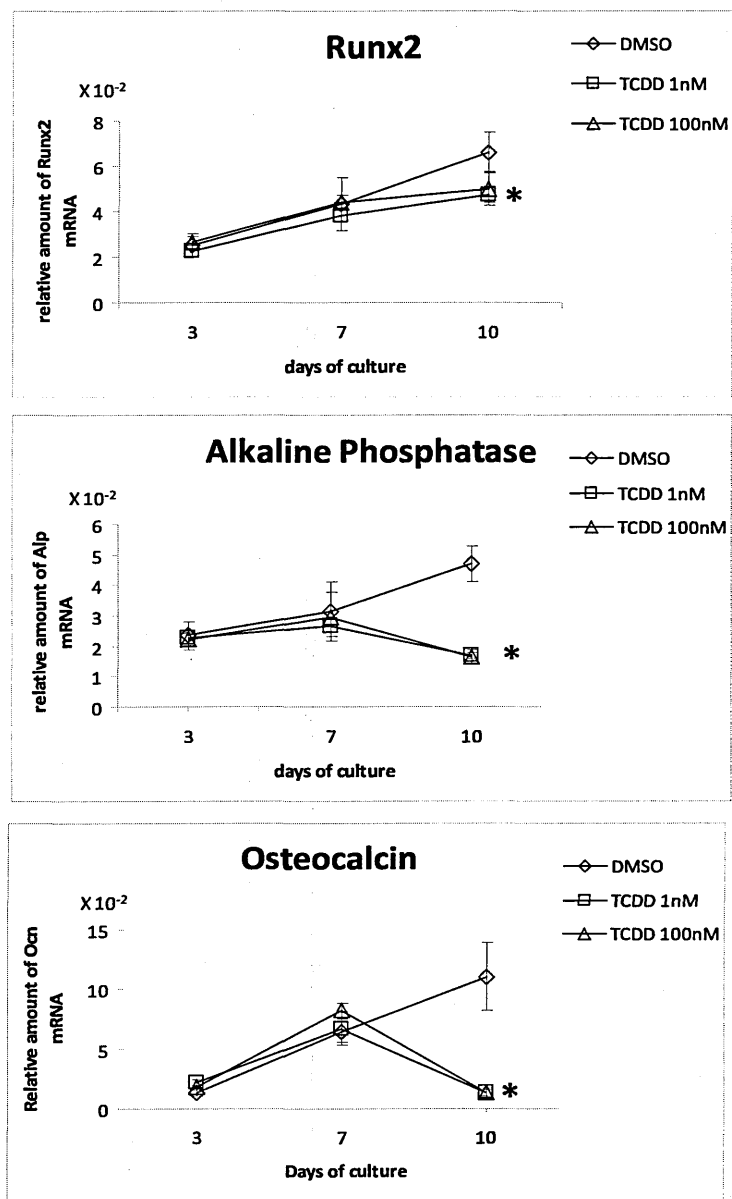 Runx2
DMSO
TCDD 1nM
TCDD 100nM
X 10-2
relative amount of Runx2
mRNA
8
6
4
2
0
*
3 7 10
days of culture
Alkaline Phosphatase
DMSO
TCDD 1nM
TCDD 100nM
X 10-2
relative amount of Alp
mRNA
6
5
4
3
2
1
0
*
3 7 10
days of culture
Osteocalcin
DMSO
TCDD 1nM
TCDD 100nM
X 10-2
Relative amount of Ocn
mRNA
15
10
5
0
*
3 7 10
Days of culture